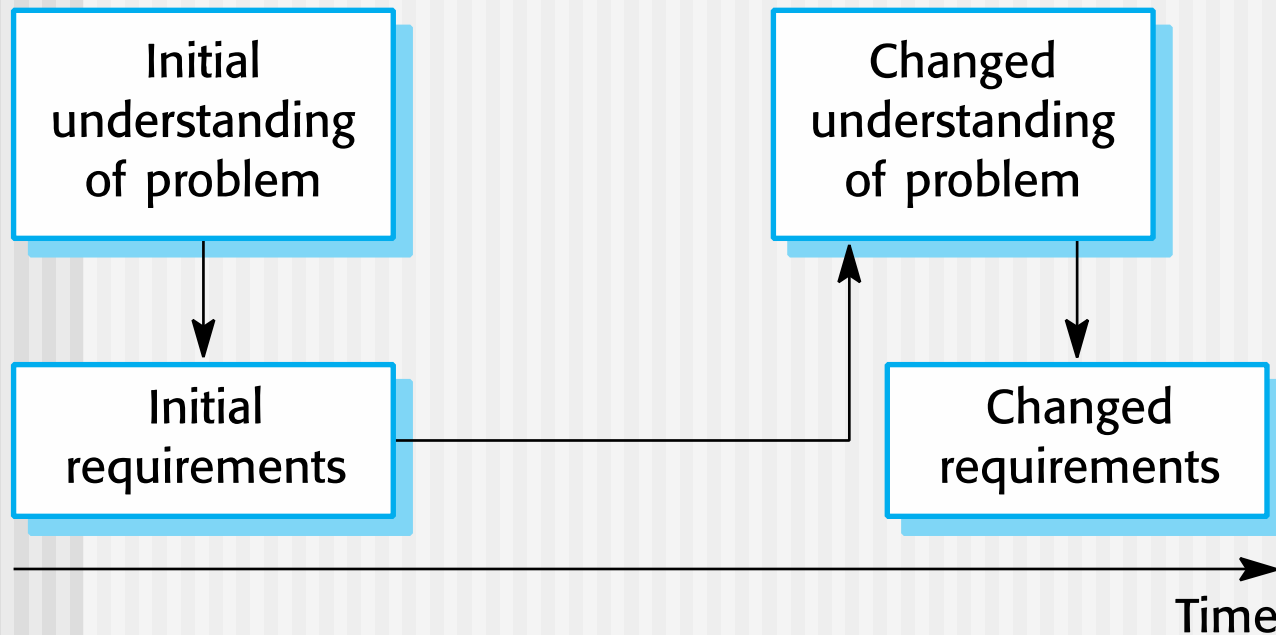 Initial
understanding
of problem
Changed
understanding
of problem
Initial
requirements
Changed
requirements
Time